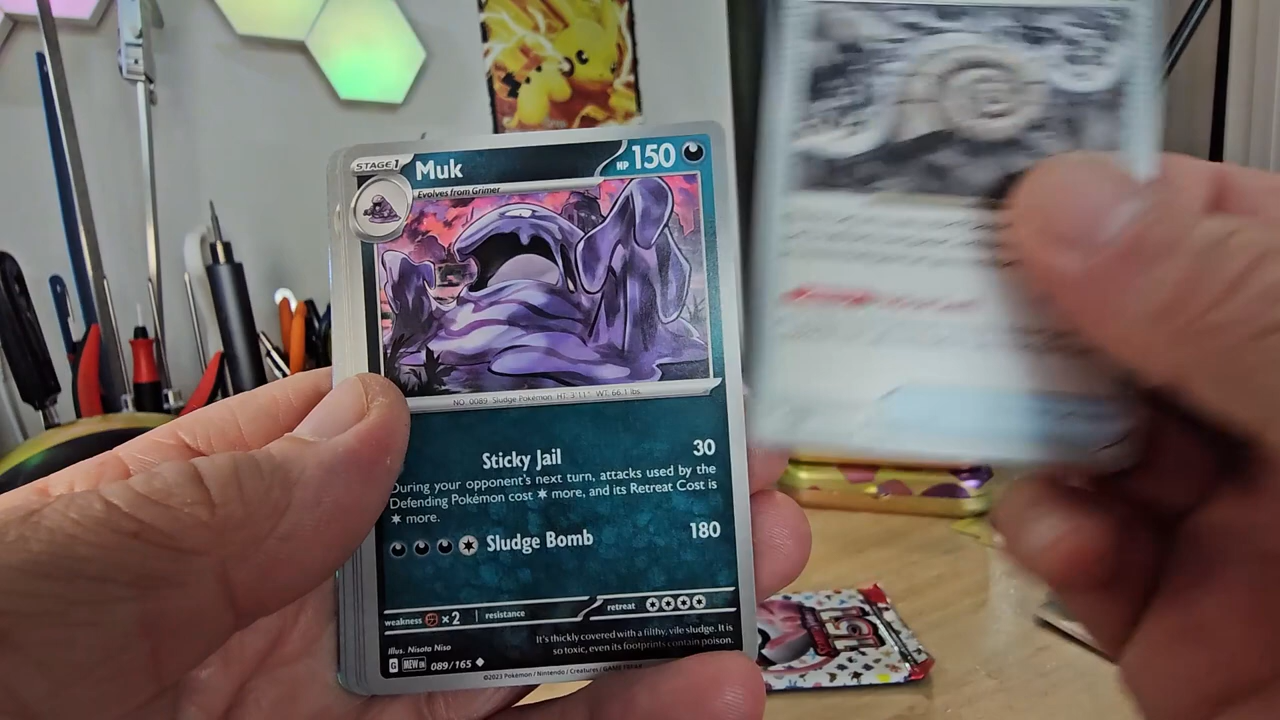 STAGE 1 Muk HP 150
Evolves from Grimer
NO. 0089 Sludge Pokémon HT: 3'11" WT: 66.1 lbs.
Sticky Jail 30
During your opponent's next turn, attacks used by the
Defending Pokémon cost more, and its Retreat Cost is
more.
Sludge Bomb 180
weakness ×2 resistance retreat
It's thickly covered with a filthy, vile sludge. It is
so toxic, even its footprints contain poison.
Illus. Nisota Niso
G MEW EN 089/165
©2023 Pokémon / Nintendo / Creatures / GAME FREAK
151